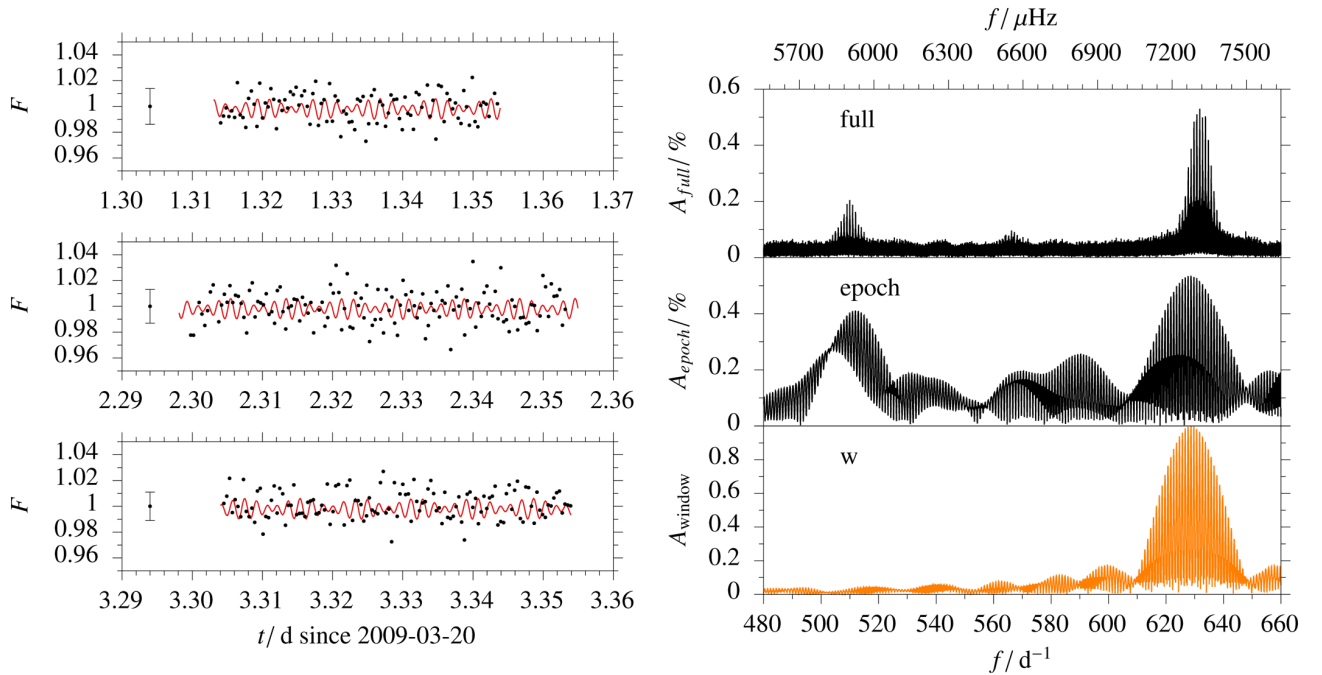 F
1.04
1.02
1
0.98
0.96
1.30 1.31 1.32 1.33 1.34 1.35 1.36 1.37
F
1.04
1.02
1
0.98
0.96
2.29 2.30 2.31 2.32 2.33 2.34 2.35 2.36
F
1.04
1.02
1
0.98
0.96
3.29 3.30 3.31 3.32 3.33 3.34 3.35 3.36
t/ d since 2009-03-20
f/ μHz
5700 6000 6300 6600 6900 7200 7500
A_full/ %
0.6
0.4
0.2
0
full
A_epoch/ %
0.4
0.2
0
epoch
A_window
0.8
0.6
0.4
0.2
0
w
480 500 520 540 560 580 600 620 640 660
f/ d⁻¹